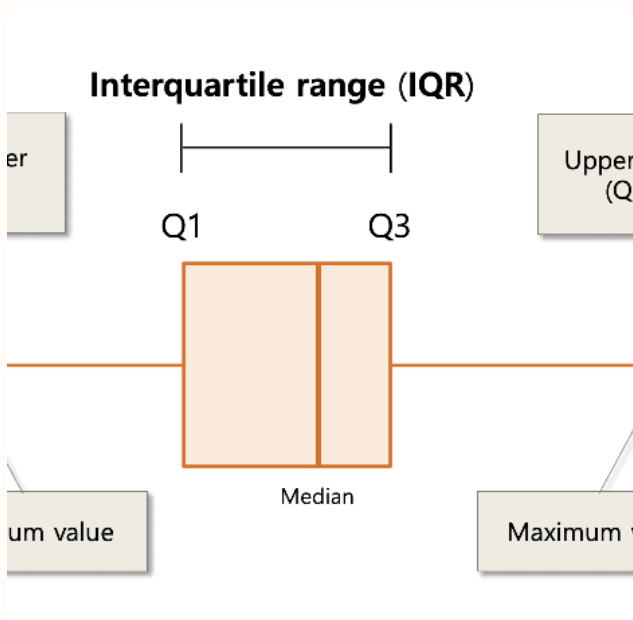 Interquartile range (IQR)
er
Upper
(Q
Q1
Q3
Median
um value
Maximum